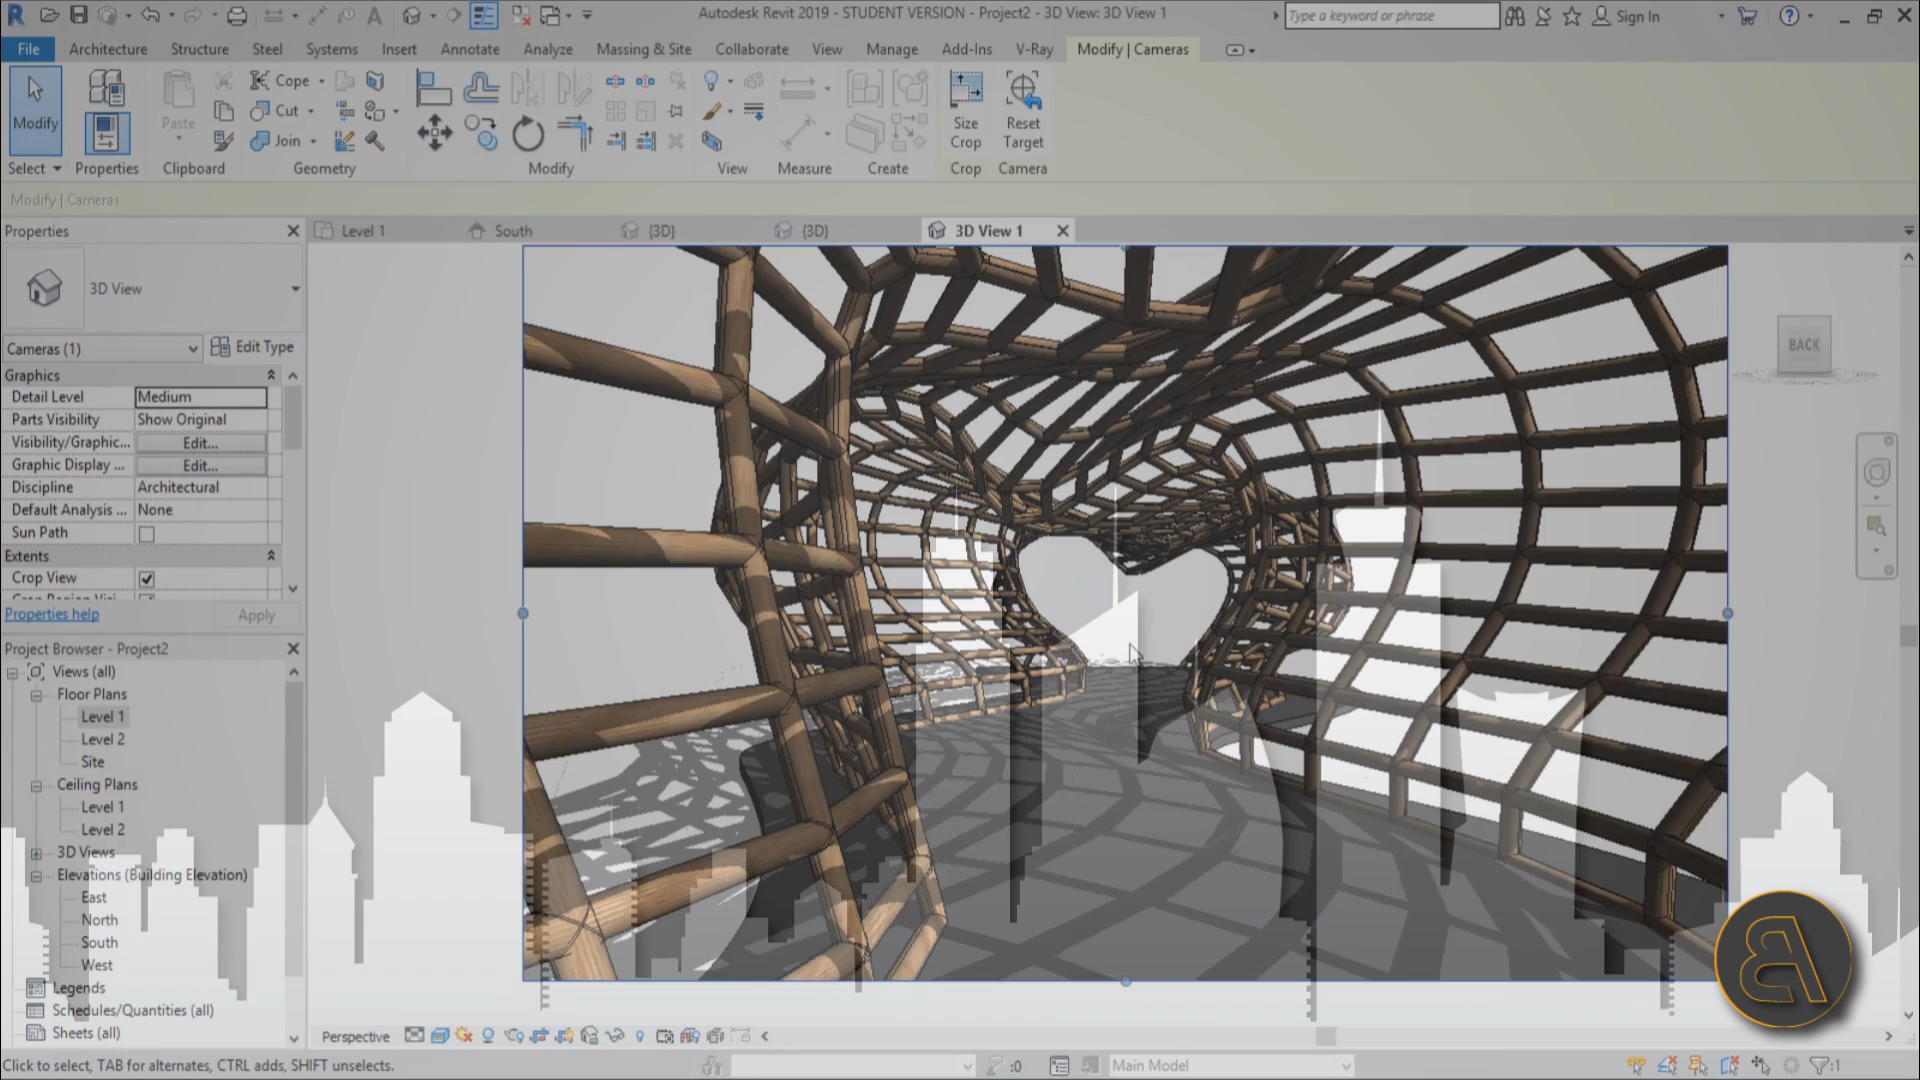 Autodesk Revit 2019 - STUDENT VERSION - Project2 - 3D View: 3D View 1
Type a keyword or phrase
Sign In
File Architecture Structure Steel Systems Insert Annotate Analyze Massing & Site Collaborate View Manage Add-Ins V-Ray Modify | Cameras
Modify
Paste
Cope
Cut
Join
Size Crop
Reset Target
Select Properties Clipboard Geometry Modify View Measure Create Crop Camera
Modify | Cameras
Properties
Level 1 South {3D} {3D} 3D View 1
3D View
Cameras (1) Edit Type
Graphics
Detail Level Medium
Parts Visibility Show Original
Visibility/Graphic... Edit...
Graphic Display ... Edit...
Discipline Architectural
Default Analysis ... None
Sun Path
Extents
Crop View
Properties help Apply
Project Browser - Project2
Views (all)
Floor Plans
Level 1
Level 2
Site
Ceiling Plans
Level 1
Level 2
3D Views
Elevations (Building Elevation)
East
North
South
West
Legends
Schedules/Quantities (all)
Sheets (all)
BACK
Perspective
Click to select, TAB for alternates, CTRL adds, SHIFT unselects.
:0
Main Model
:1